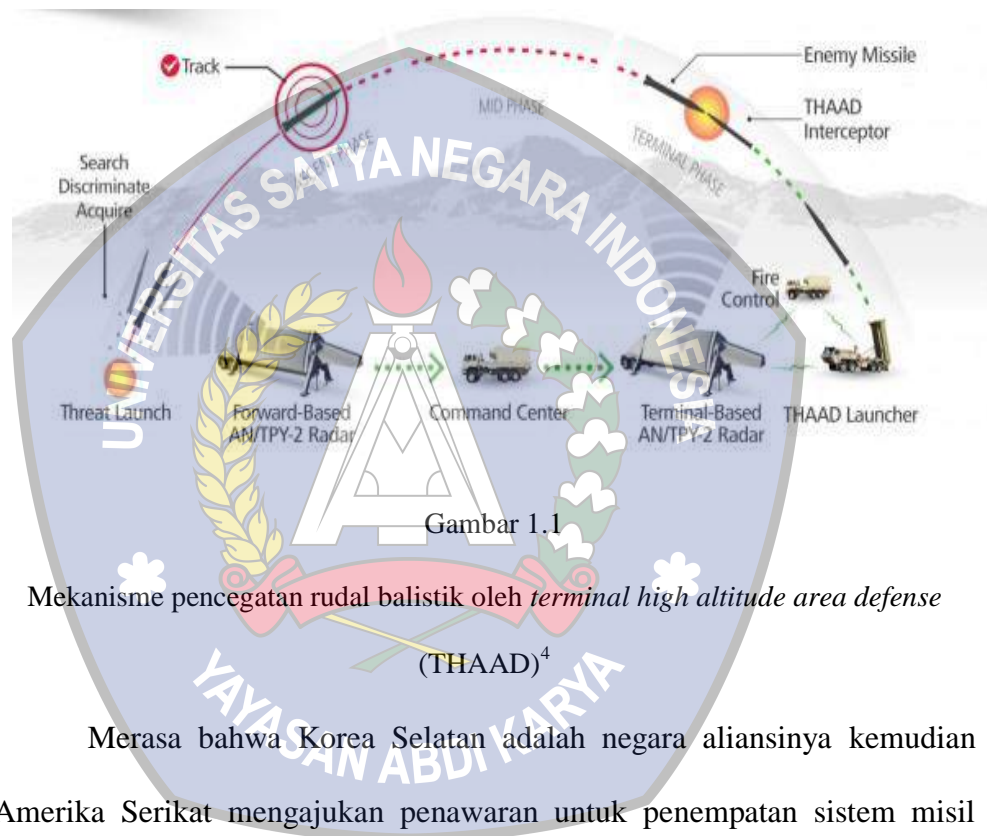 Track
Enemy Missile
MID PHASE
THAAD
Interceptor
ASCENT PHASE
TERMINAL PHASE
Search
Discriminate
Acquire
Fire
Control
Threat Launch
Forward-Based
AN/TPY-2 Radar
Command Center
Terminal-Based
AN/TPY-2 Radar
THAAD Launcher
UNIVERSITAS SATYA NEGARA INDONESIA
Gambar 1.1
Mekanisme pencegatan rudal balistik oleh terminal high altitude area defense
(THAAD)4
YAYASAN ABDI KARYA
Merasa bahwa Korea Selatan adalah negara aliansinya kemudian
Amerika Serikat mengajukan penawaran untuk penempatan sistem misil